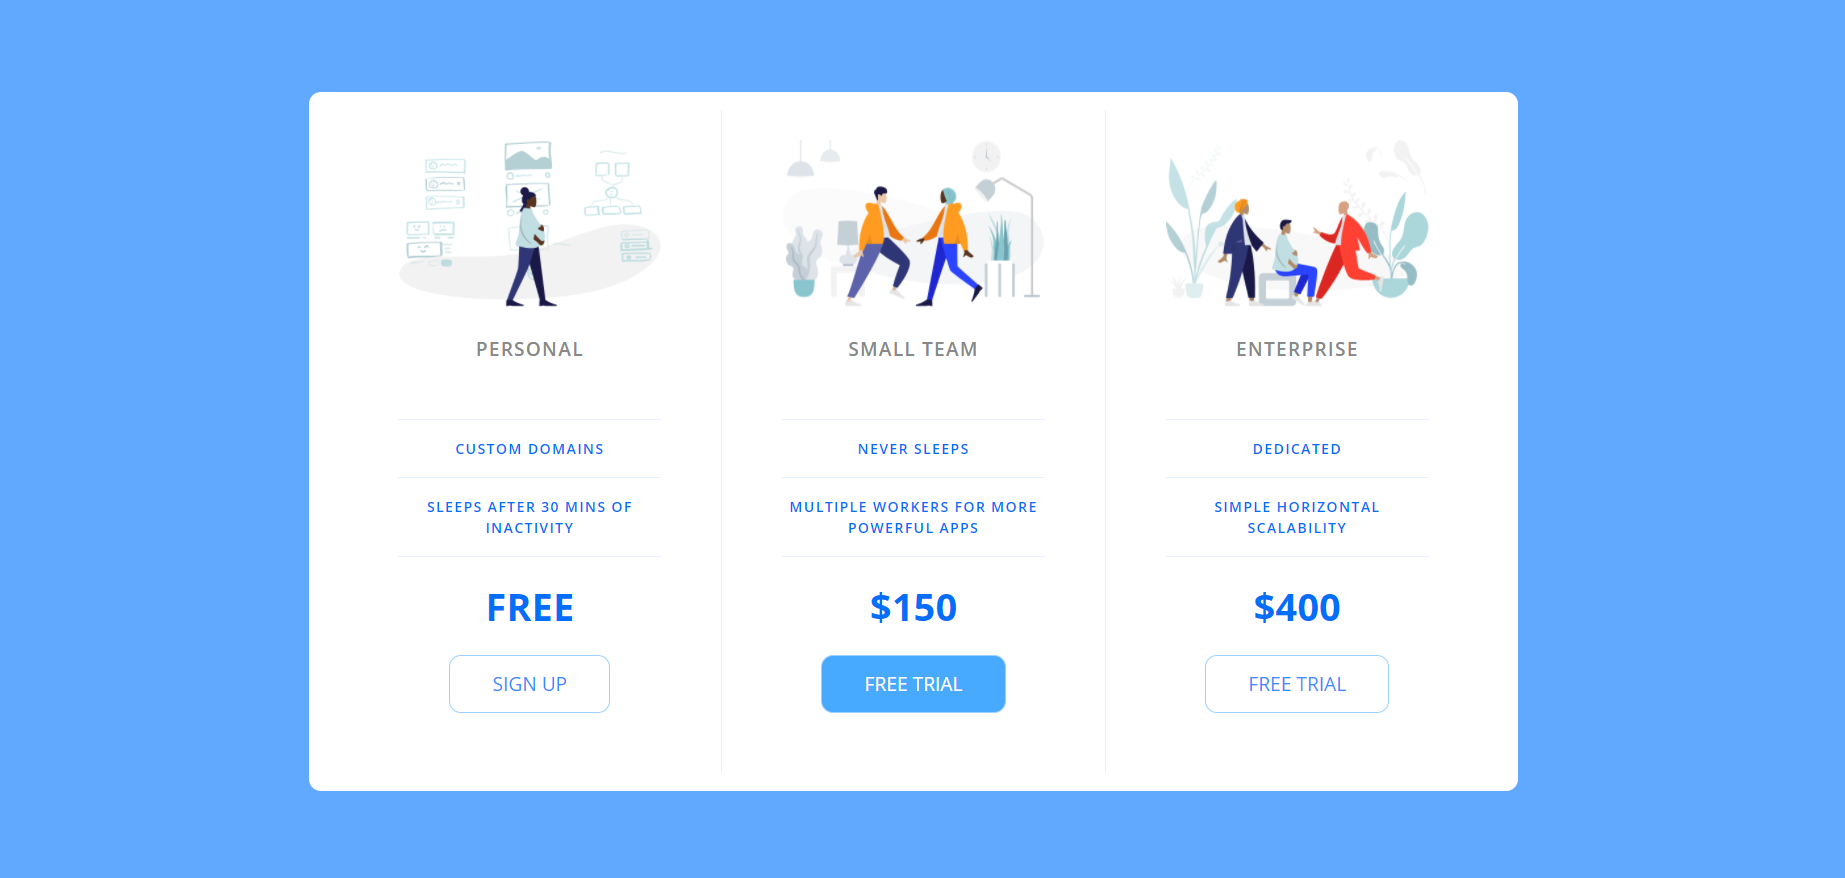 PERSONAL
CUSTOM DOMAINS
SLEEPS AFTER 30 MINS OF
INACTIVITY
FREE
SIGN UP
SMALL TEAM
NEVER SLEEPS
MULTIPLE WORKERS FOR MORE
POWERFUL APPS
$150
FREE TRIAL
ENTERPRISE
DEDICATED
SIMPLE HORIZONTAL
SCALABILITY
$400
FREE TRIAL